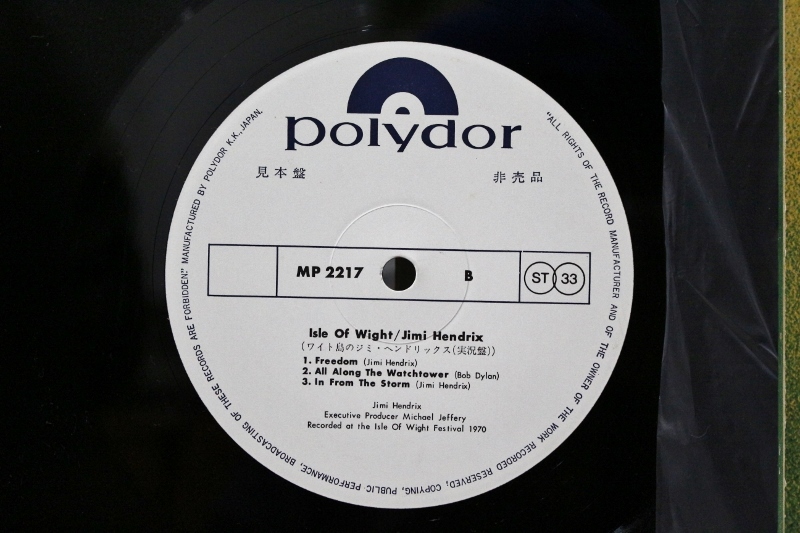 polydor
見本盤 非売品
MP 2217 B ST 33
Isle Of Wight/Jimi Hendrix
(ワイト島のジミ・ヘンドリックス(実況盤))
1. Freedom (Jimi Hendrix)
2. All Along The Watchtower (Bob Dylan)
3. In From The Storm (Jimi Hendrix)
Jimi Hendrix
Executive Producer Michael Jeffery
Recorded at the Isle Of Wight Festival 1970
"ALL RIGHTS OF THE RECORD MANUFACTURER AND OF THE OWNER OF THE WORK RECORDED RESERVED; COPYING, PUBLIC PERFORMANCE, BROADCASTING OF THESE RECORDS ARE FORBIDDEN." MANUFACTURED BY POLYDOR K.K., JAPAN.